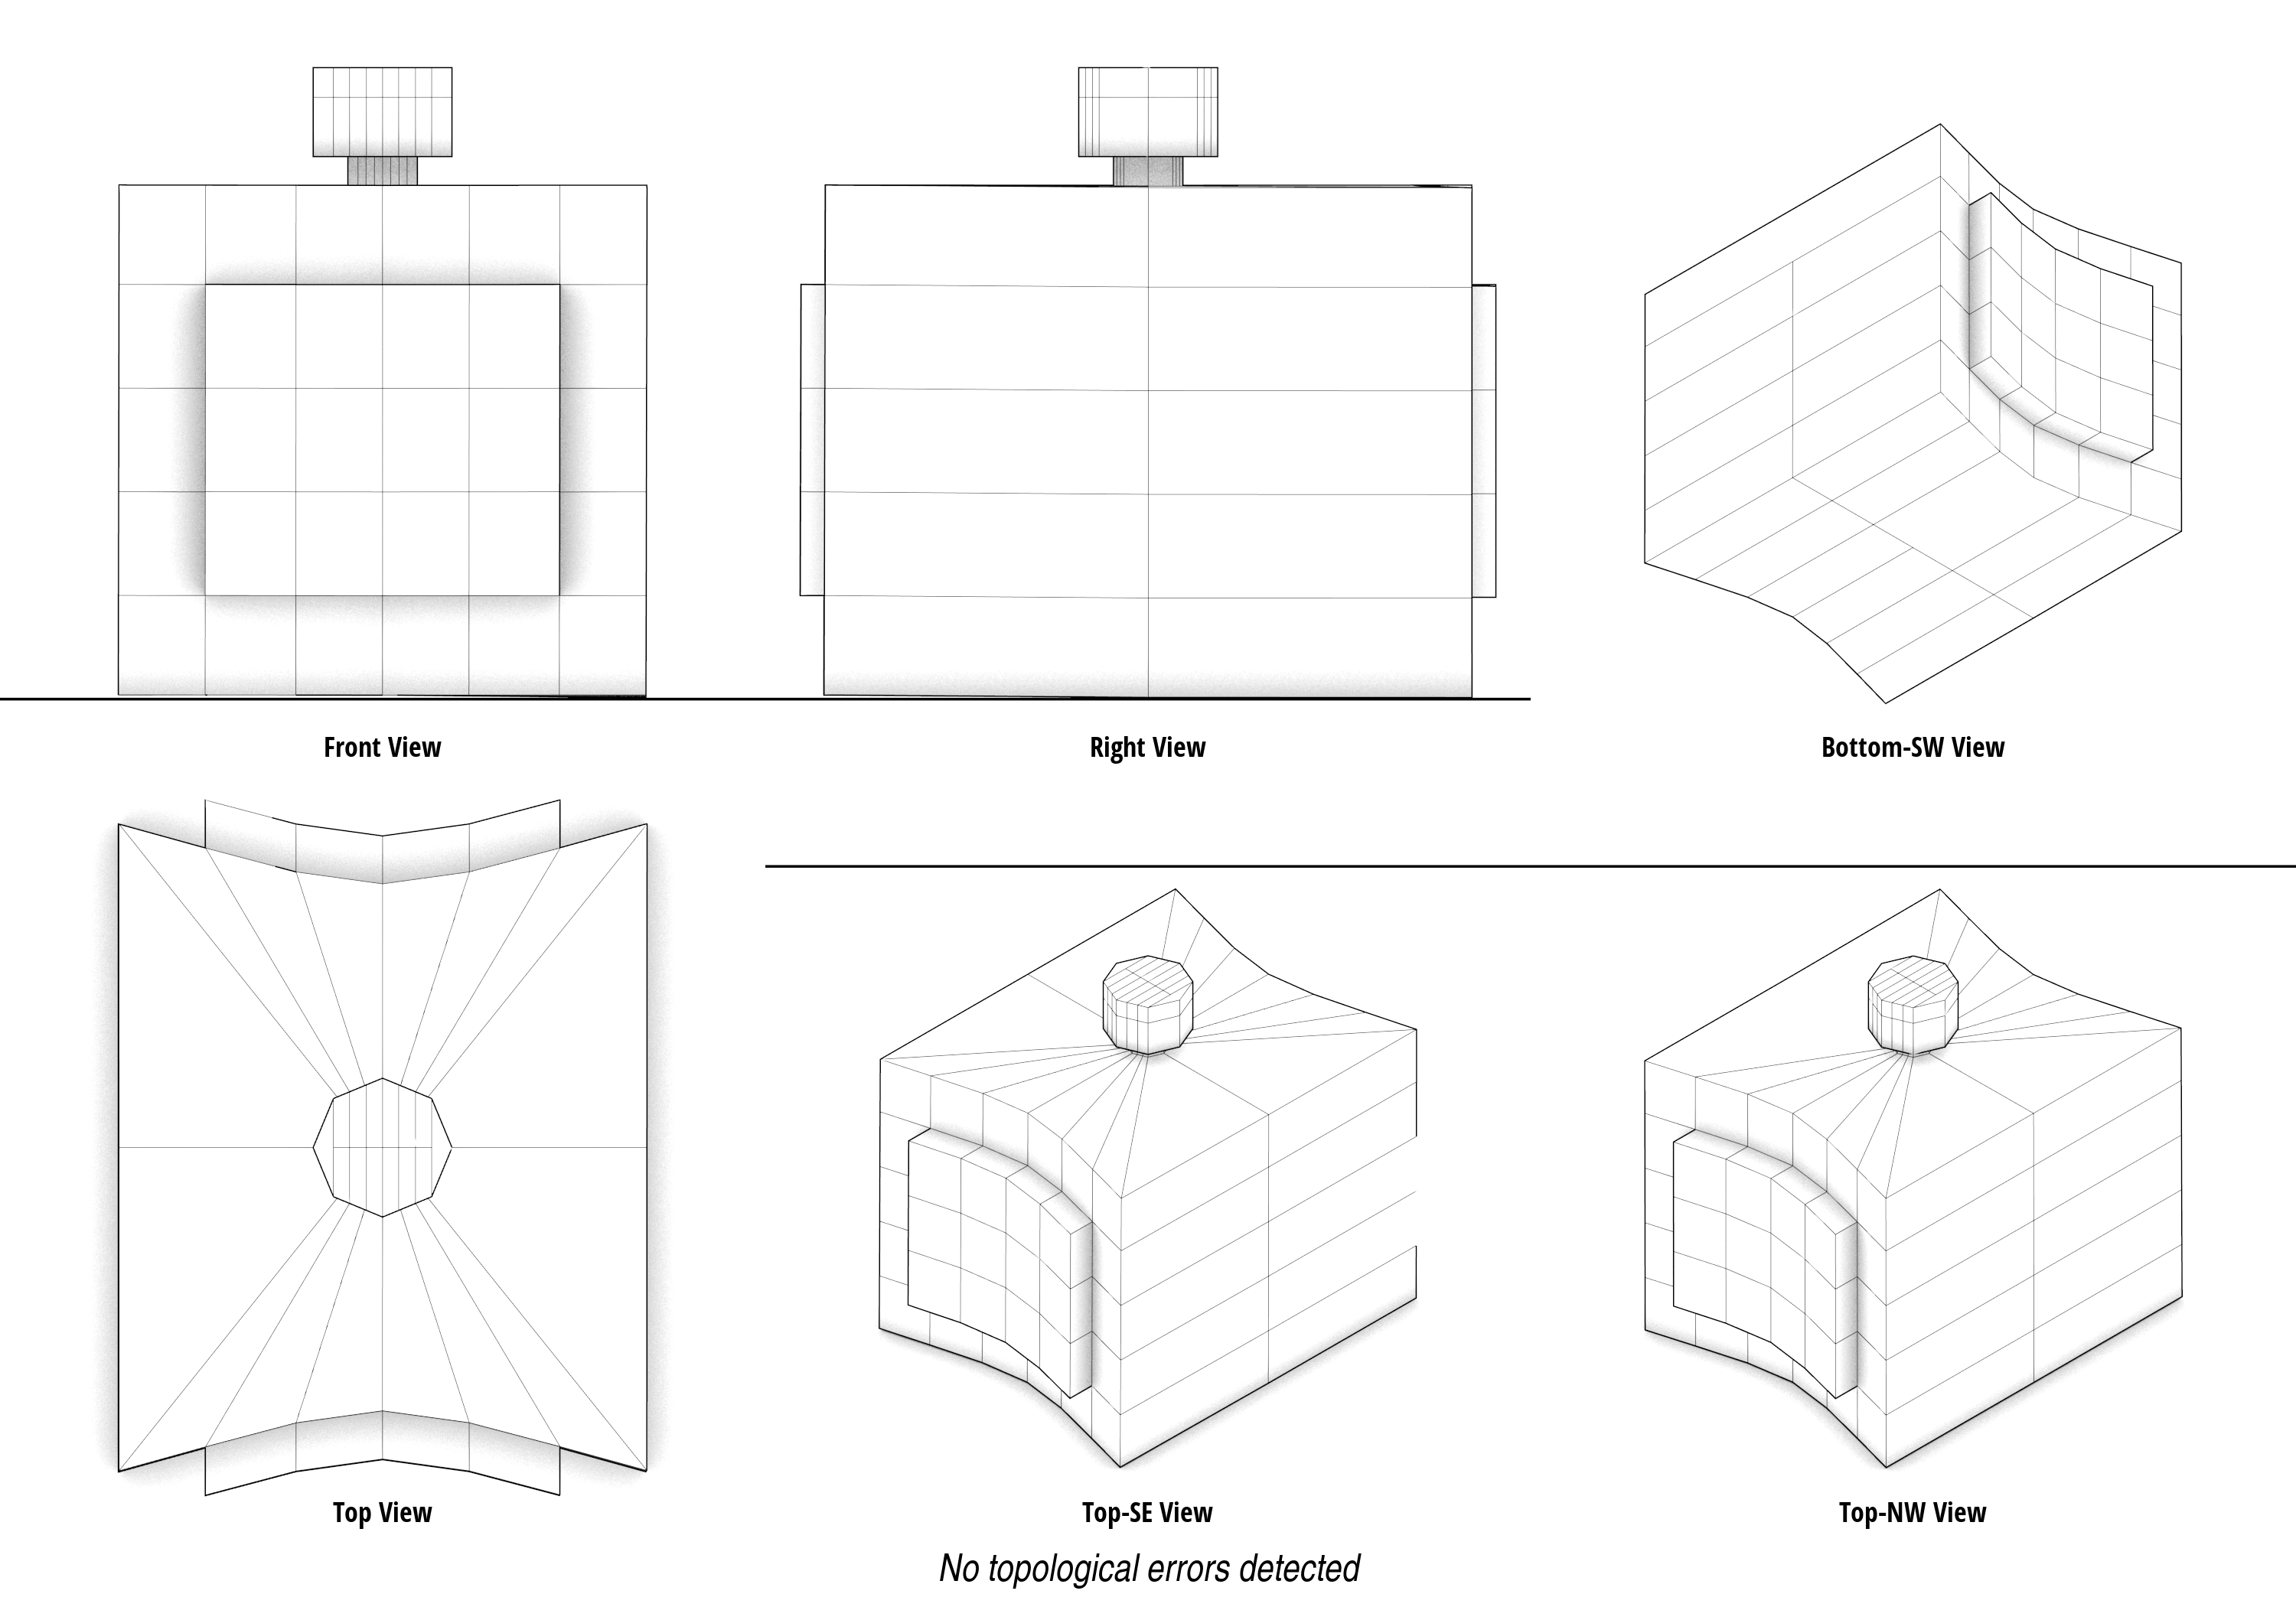 Front View
Right View
Bottom-SW View
Top View
Top-SE View
Top-NW View
No topological errors detected